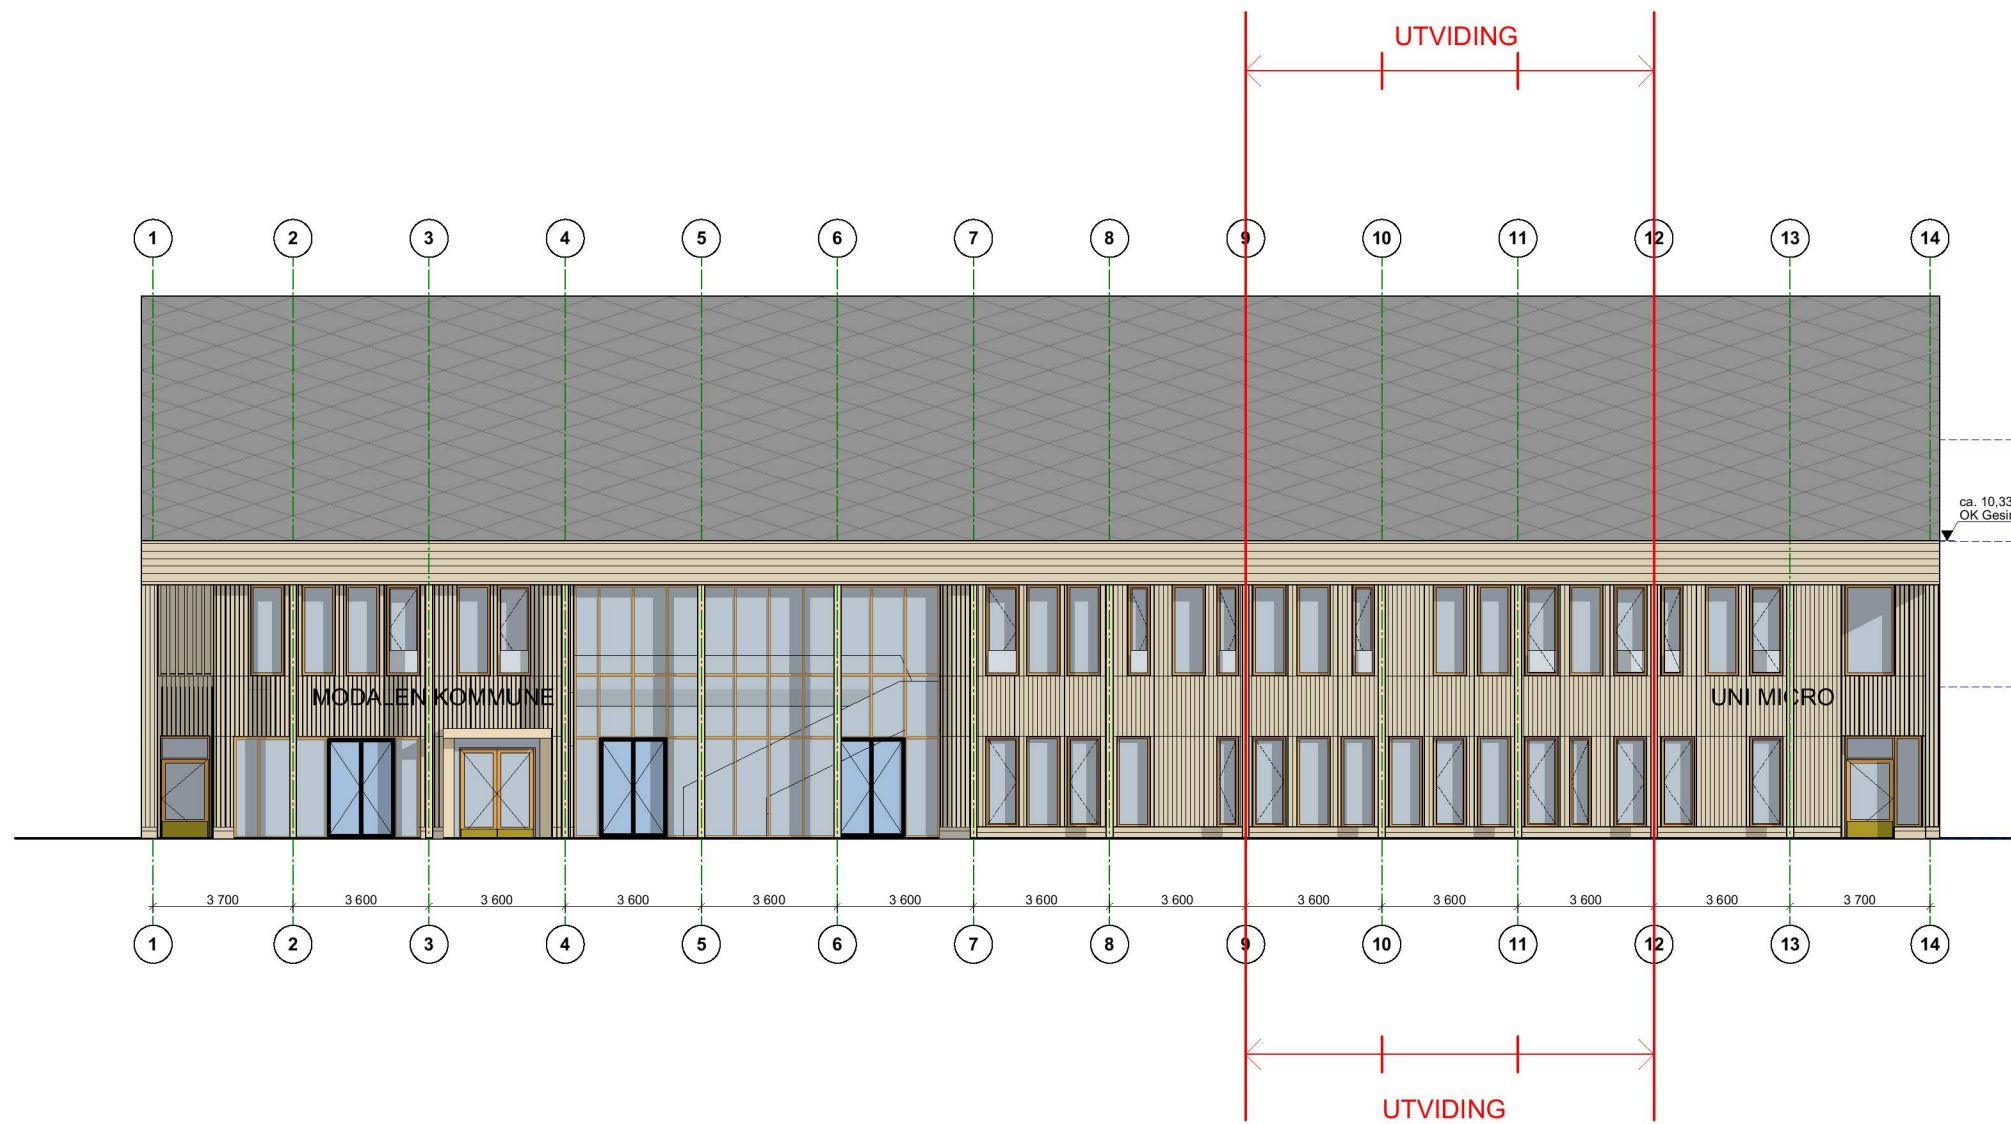 UTVIDING
1 2 3 4 5 6 7 8 9 10 11 12 13 14
ca. 10,33
OK Gesi
MODALEN KOMMUNE
UNI MICRO
3 700 3 600 3 600 3 600 3 600 3 600 3 600 3 600 3 600 3 600 3 600 3 600 3 700
1 2 3 4 5 6 7 8 9 10 11 12 13 14
UTVIDING